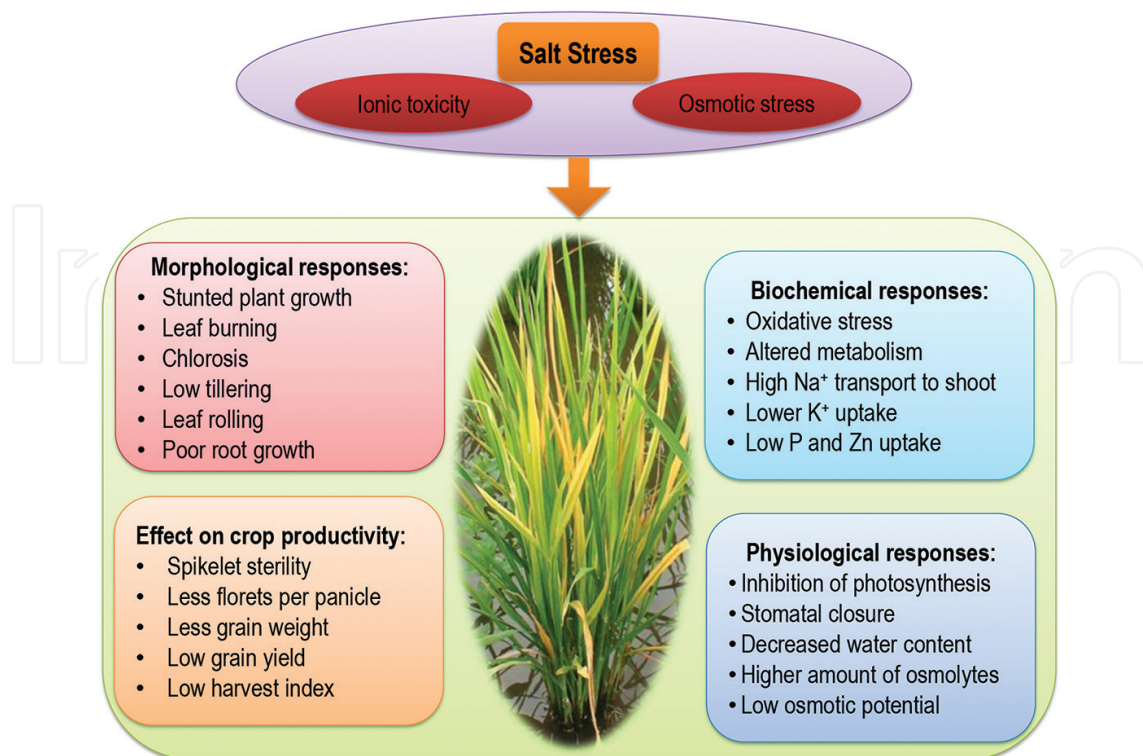 Salt Stress
Ionic toxicity
Osmotic stress
Morphological responses:
• Stunted plant growth
• Leaf burning
• Chlorosis
• Low tillering
• Leaf rolling
• Poor root growth
Biochemical responses:
• Oxidative stress
• Altered metabolism
• High Na⁺ transport to shoot
• Lower K⁺ uptake
• Low P and Zn uptake
Effect on crop productivity:
• Spikelet sterility
• Less florets per panicle
• Less grain weight
• Low grain yield
• Low harvest index
Physiological responses:
• Inhibition of photosynthesis
• Stomatal closure
• Decreased water content
• Higher amount of osmolytes
• Low osmotic potential